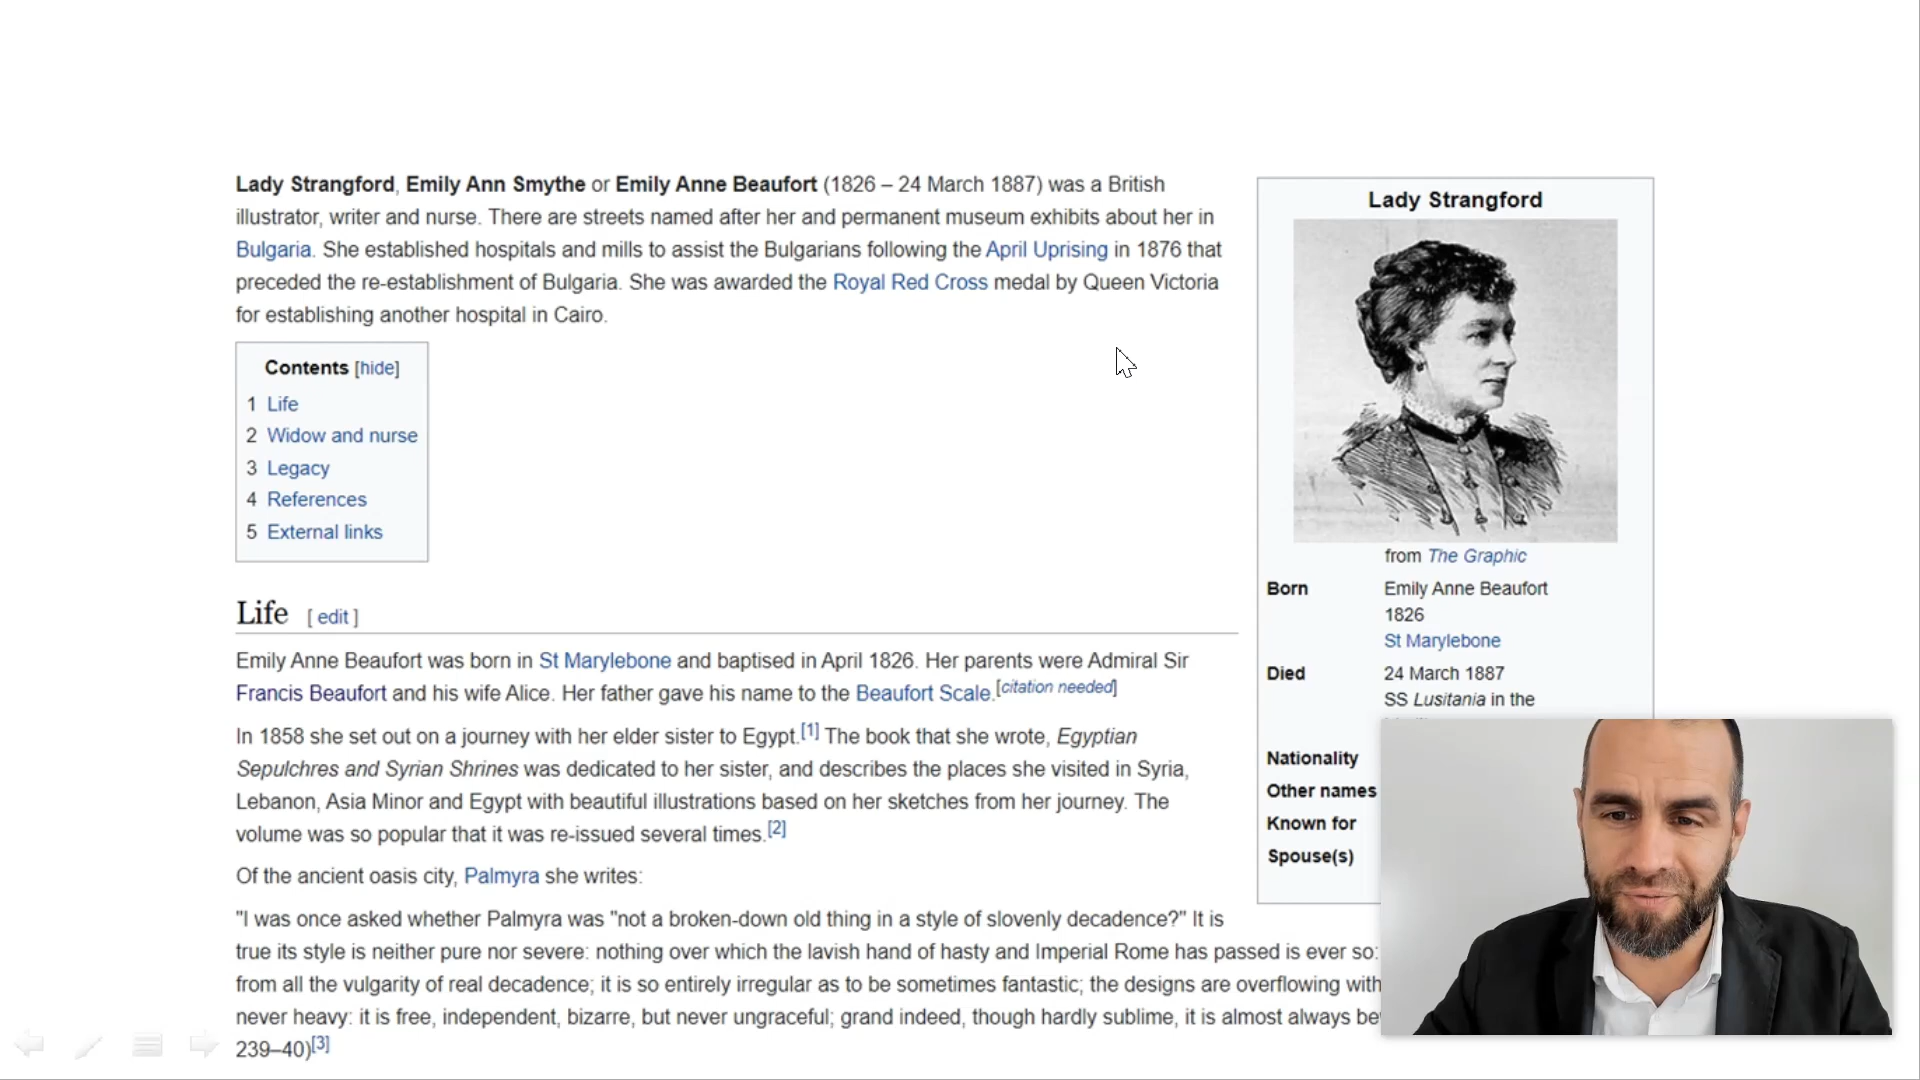 Lady Strangford, Emily Ann Smythe or Emily Anne Beaufort (1826 – 24 March 1887) was a British
illustrator, writer and nurse. There are streets named after her and permanent museum exhibits about her in
Bulgaria. She established hospitals and mills to assist the Bulgarians following the April Uprising in 1876 that
preceded the re-establishment of Bulgaria. She was awarded the Royal Red Cross medal by Queen Victoria
for establishing another hospital in Cairo.
Contents [hide]
1 Life
2 Widow and nurse
3 Legacy
4 References
5 External links
Life [ edit ]
Emily Anne Beaufort was born in St Marylebone and baptised in April 1826. Her parents were Admiral Sir
Francis Beaufort and his wife Alice. Her father gave his name to the Beaufort Scale.[citation needed]
In 1858 she set out on a journey with her elder sister to Egypt.[1] The book that she wrote, Egyptian
Sepulchres and Syrian Shrines was dedicated to her sister, and describes the places she visited in Syria,
Lebanon, Asia Minor and Egypt with beautiful illustrations based on her sketches from her journey. The
volume was so popular that it was re-issued several times.[2]
Of the ancient oasis city, Palmyra she writes:
"I was once asked whether Palmyra was "not a broken-down old thing in a style of slovenly decadence?" It is
true its style is neither pure nor severe: nothing over which the lavish hand of hasty and Imperial Rome has passed is ever so:
from all the vulgarity of real decadence; it is so entirely irregular as to be sometimes fantastic; the designs are overflowing with
never heavy: it is free, independent, bizarre, but never ungraceful; grand indeed, though hardly sublime, it is almost always
239–40)[3]
Lady Strangford
from The Graphic
Born Emily Anne Beaufort
1826
St Marylebone
Died 24 March 1887
SS Lusitania in the
Nationality
Other names
Known for
Spouse(s)